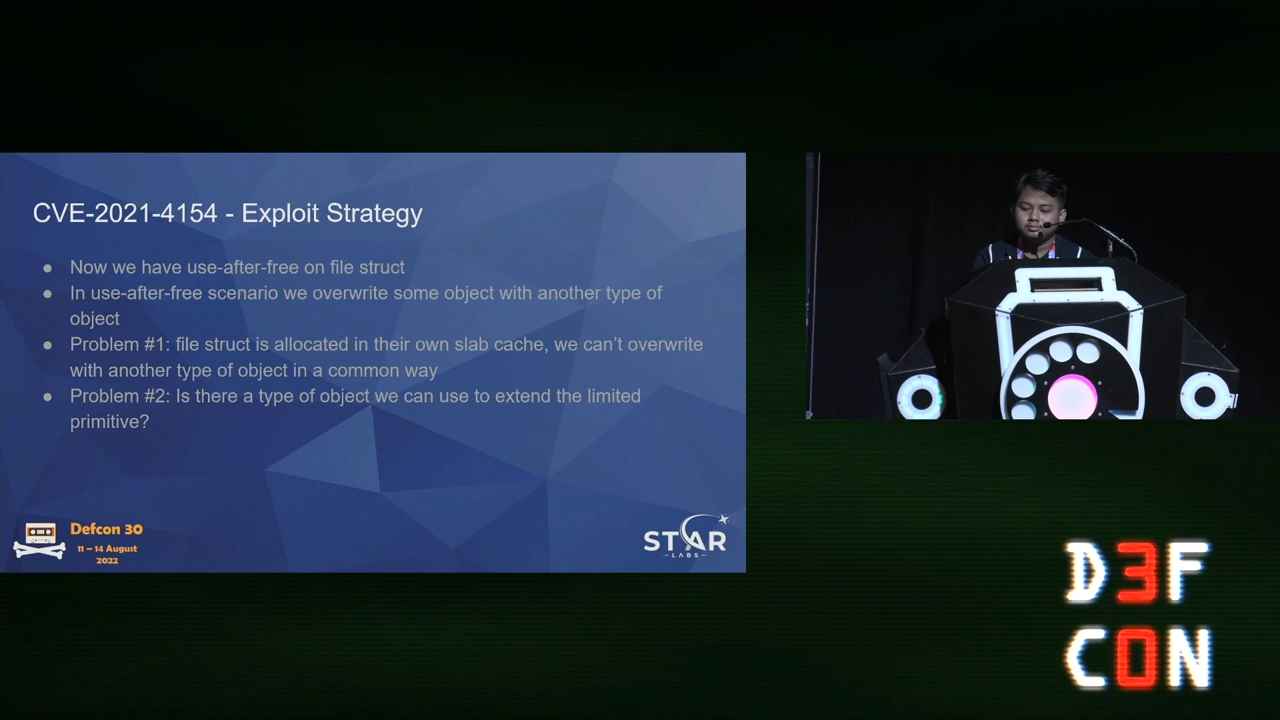 CVE-2021-4154 - Exploit Strategy
● Now we have use-after-free on file struct
● In use-after-free scenario we overwrite some object with another type of
object
● Problem #1: file struct is allocated in their own slab cache, we can't overwrite
with another type of object in a common way
● Problem #2: Is there a type of object we can use to extend the limited
primitive?
Defcon 30
11 – 14 August
2022
STAR
LABS
D3F
C0N